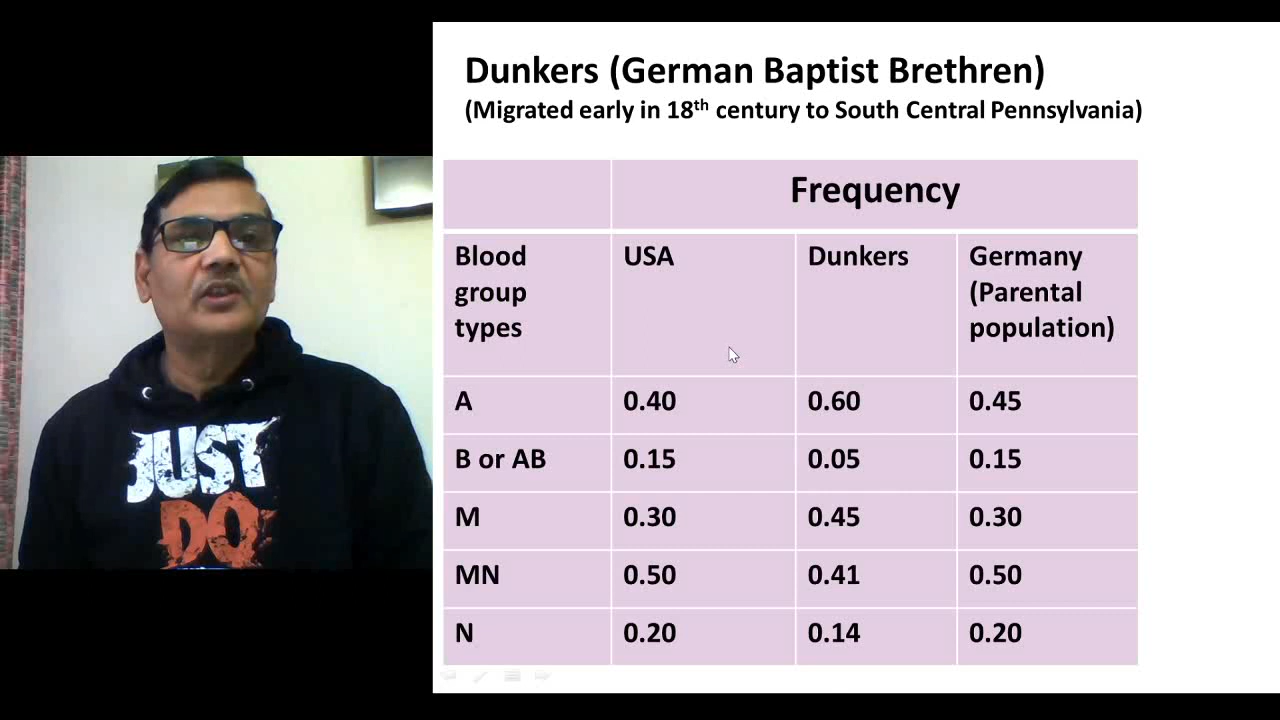 Dunkers (German Baptist Brethren)
(Migrated early in 18th century to South Central Pennsylvania)
Frequency
Blood group types
USA
Dunkers
Germany (Parental population)
A 0.40 0.60 0.45
B or AB 0.15 0.05 0.15
M 0.30 0.45 0.30
MN 0.50 0.41 0.50
N 0.20 0.14 0.20
JUST
DO